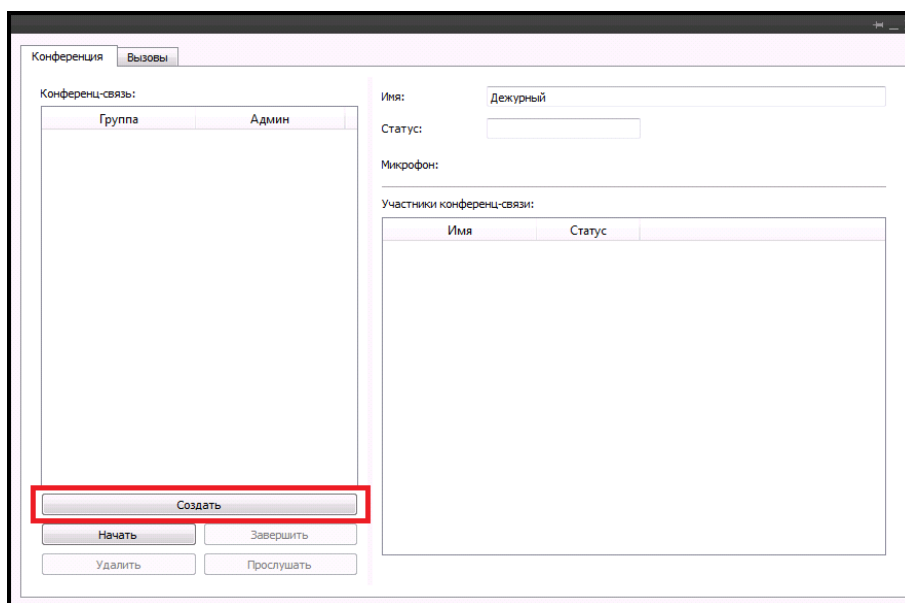 Конференция Вызовы
Конференц-связь:
Группа Админ
Создать
Начать Завершить
Удалить Прослушать
Имя: Дежурный
Статус:
Микрофон:
Участники конференц-связи:
Имя Статус